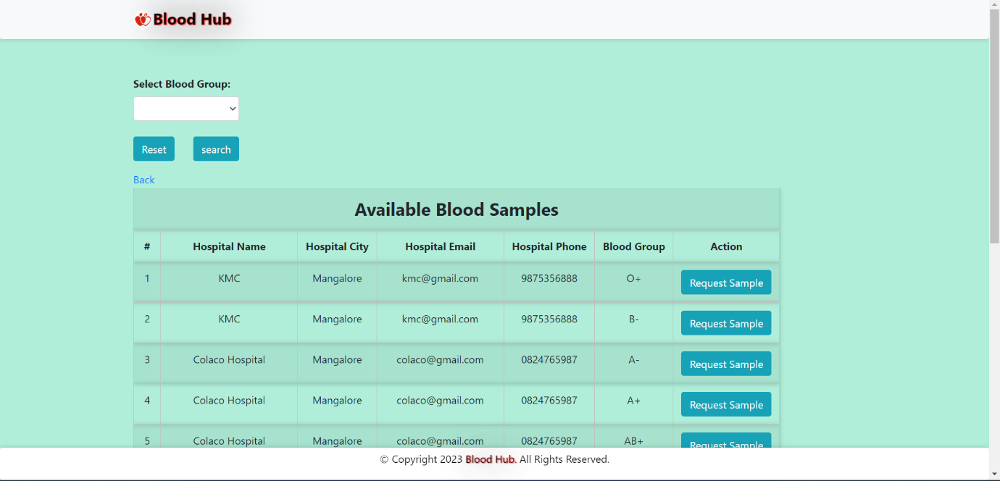 Blood Hub
Select Blood Group:
Reset search
Back
Available Blood Samples
# Hospital Name Hospital City Hospital Email Hospital Phone Blood Group Action
1 KMC Mangalore kmc@gmail.com 9875356888 O+ Request Sample
2 KMC Mangalore kmc@gmail.com 9875356888 B- Request Sample
3 Colaco Hospital Mangalore colaco@gmail.com 0824765987 A- Request Sample
4 Colaco Hospital Mangalore colaco@gmail.com 0824765987 A+ Request Sample
5 Colaco Hospital Mangalore colaco@gmail.com 0824765987 AB+ Request Sample
© Copyright 2023 Blood Hub. All Rights Reserved.